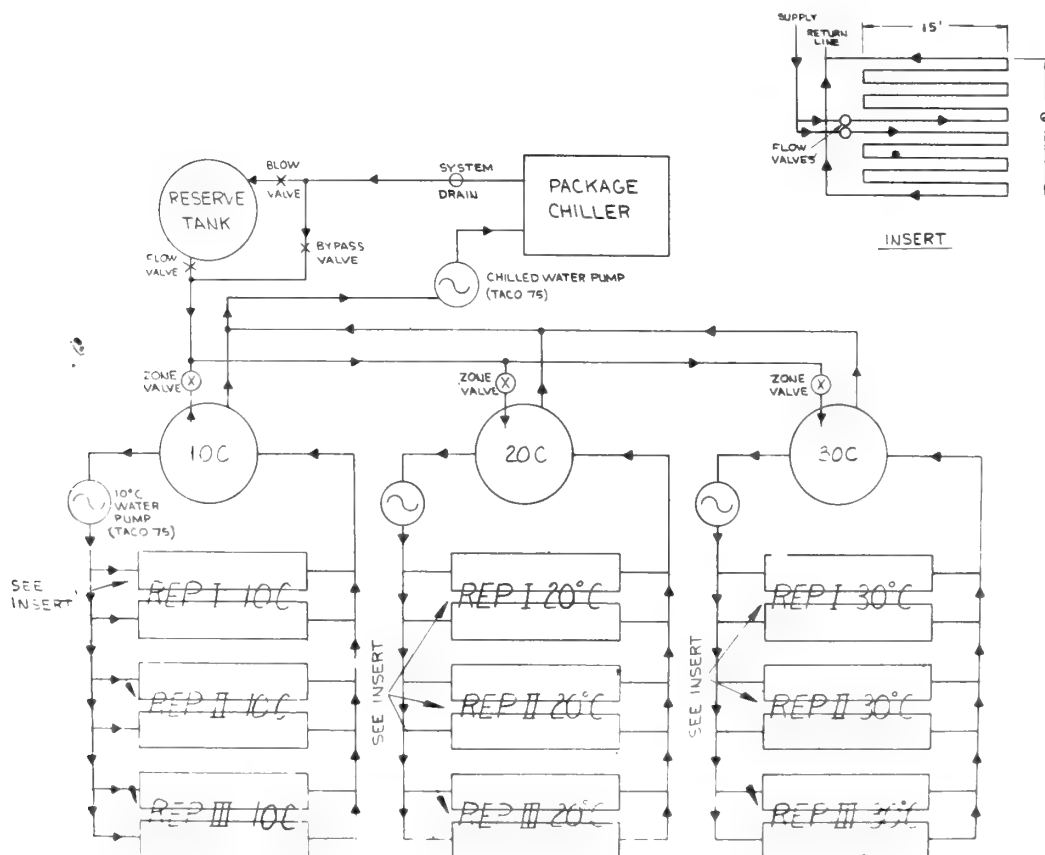 SUPPLY
RETURN
LINE
15'
FLOW
VALVES
INSERT
BLOW
VALVE
SYSTEM
DRAIN
RESERVE
TANK
PACKAGE
CHILLER
BYPASS
VALVE
FLOW
VALVE
CHILLED WATER PUMP
(TACO 75)
ZONE
VALVE
ZONE
VALVE
ZONE
VALVE
10C
20C
30C
10°C
WATER
PUMP
(TACO 75)
SEE
INSERT
REP I 10C
REP I 20°C
REP I 30°C
SEE INSERT
SEE INSERT
REP II 10C
REP II 20°C
REP II 30°C
REP III 10C
REP III 20°C
REP III 30°C